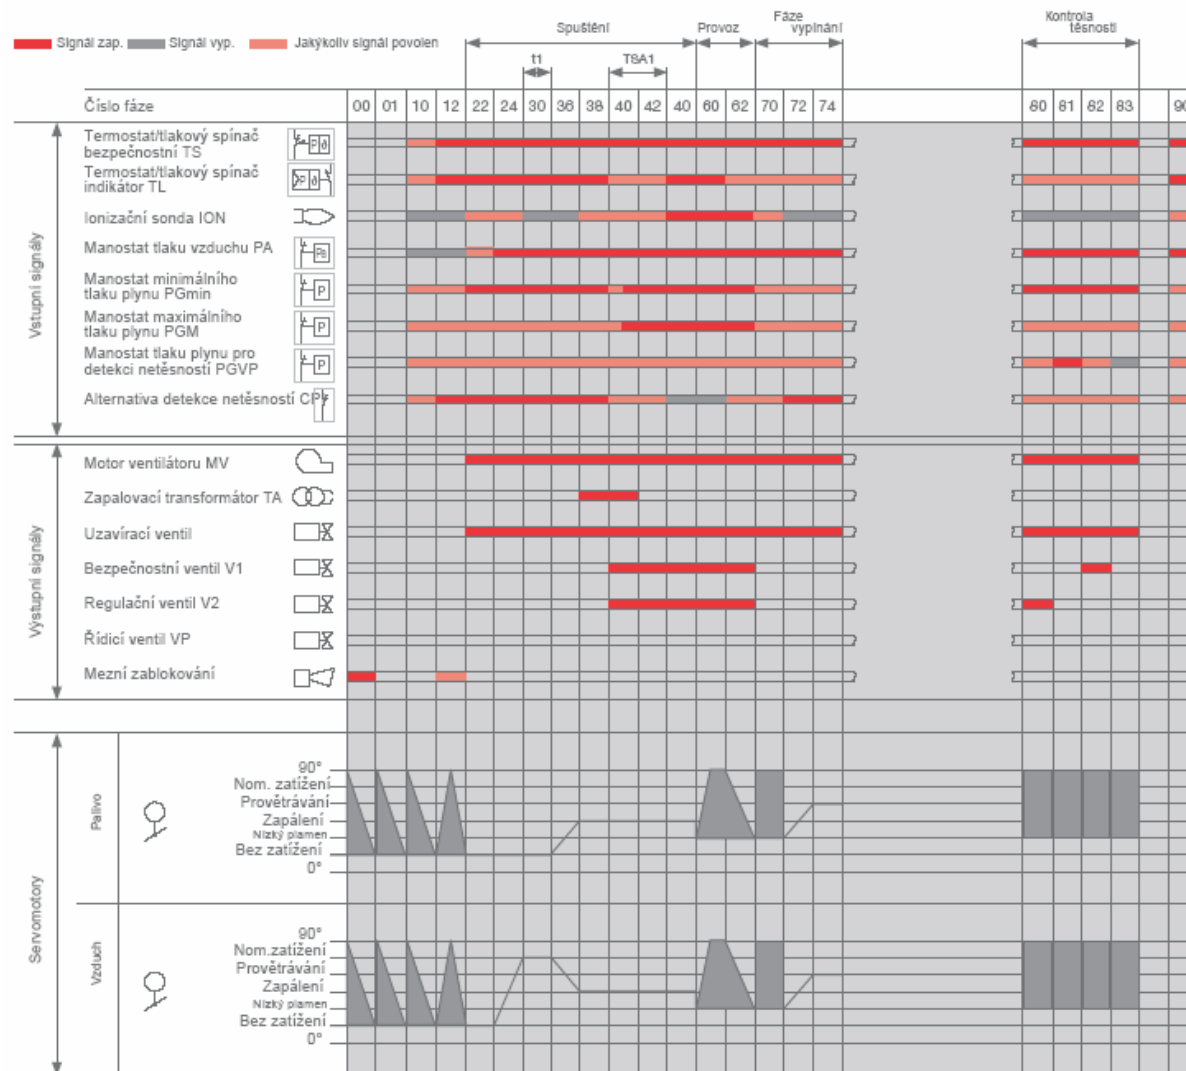 Fáze
Kontrola
Spuštění
Provoz
vypínání
těsnosti
Signál zap.
Signál vyp.
Jakýkoliv signál povolen
t1
TSA1
Číslo fáze
00 01 10 12 22 24 30 36 38 40 42 40 60 62 70 72 74 80 81 82 83 90
Vstupní signály
Termostat/tlakový spínač
bezpečnostní TS
Termostat/tlakový spínač
indikátor TL
Ionizační sonda ION
Manostat tlaku vzduchu PA
Manostat minimálního
tlaku plynu PGmin
Manostat maximálního
tlaku plynu PGM
Manostat tlaku plynu pro
detekci netěsností PGVP
Alternativa detekce netěsností CPI
Výstupní signály
Motor ventilátoru MV
Zapalovací transformátor TA
Uzavírací ventil
Bezpečnostní ventil V1
Regulační ventil V2
Řídicí ventil VP
Mezní zablokování
Servomotory
Palivo
90°
Nom. zatížení
Provětrávání
Zapálení
Nízký plamen
Bez zatížení
0°
Vzduch
90°
Nom.zatížení
Provětrávání
Zapálení
Nízký plamen
Bez zatížení
0°